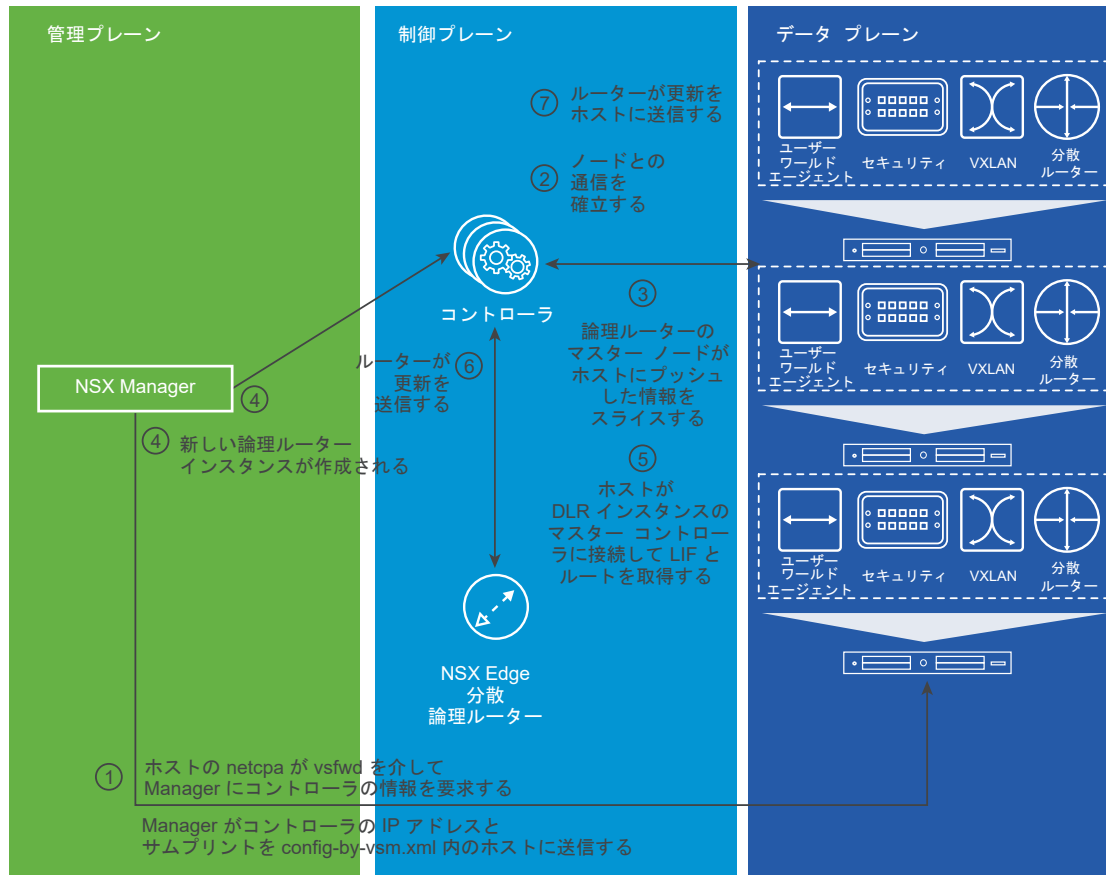 管理プレーン
制御プレーン
データ プレーン
⑦
ルーターが更新を
ホストに送信する
②
ノードとの
通信を
確立する
コントローラ
③
論理ルーターの
マスター ノードが
ホストにプッシュ
した情報を
スライスする
ルーターが
更新を
送信する
⑥
NSX Manager
④
④
新しい論理ルーター
インスタンスが作成される
⑤
ホストが
DLR インスタンスの
マスター コントロー
ラに接続して LIF と
ルートを取得する
NSX Edge
分散
論理ルーター
①
ホストの netcpa が vsfwd を介して
Manager にコントローラの情報を要求する
Manager がコントローラの IP アドレスと
サムプリントを config-by-vsm.xml 内のホストに送信する
ユーザー
ワールド
エージェント
セキュリティ
VXLAN
分散
ルーター
ユーザー
ワールド
エージェント
セキュリティ
VXLAN
分散
ルーター
ユーザー
ワールド
エージェント
セキュリティ
VXLAN
分散
ルーター